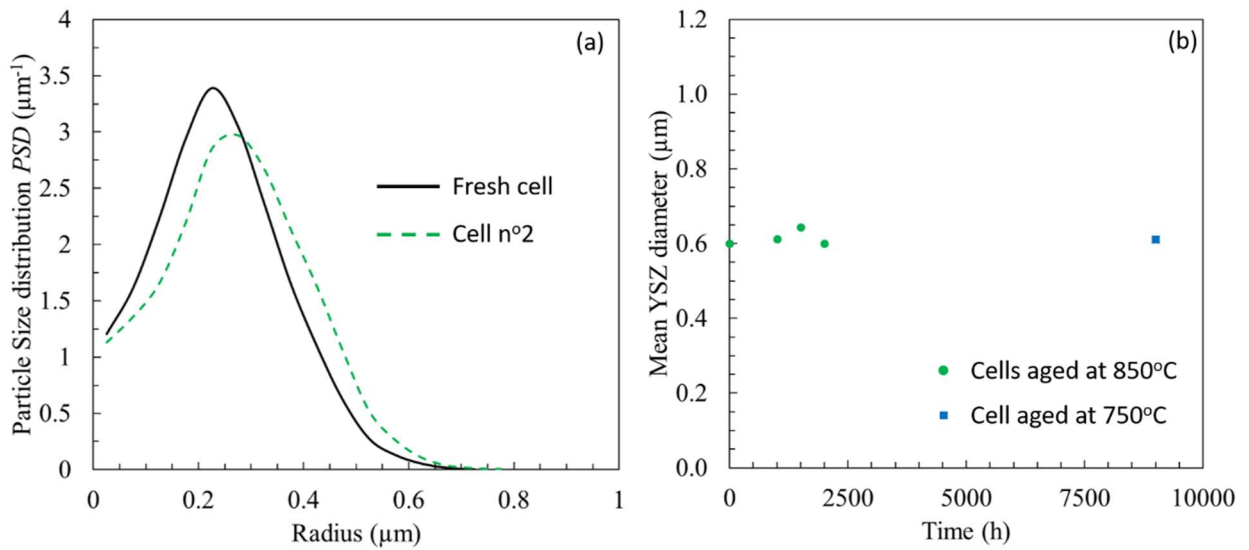 (a)
Particle Size distribution PSD (µm⁻¹)
4
3.5
3
2.5
2
1.5
1
0.5
0
Fresh cell
Cell nº2
0
0.2
0.4
0.6
0.8
1
Radius (µm)
(b)
Mean YSZ diameter (µm)
1.2
1.0
0.8
0.6
0.4
0.2
0.0
Cells aged at 850ºC
Cell aged at 750ºC
0
2500
5000
7500
10000
Time (h)